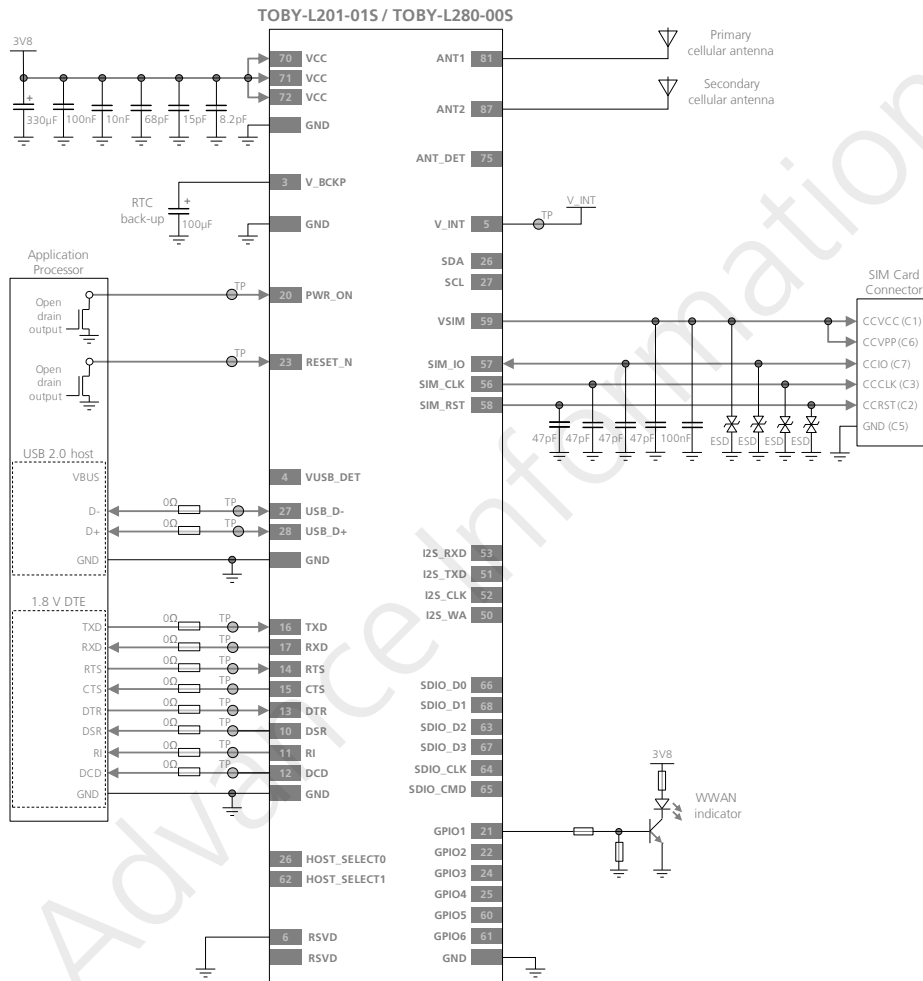 TOBY-L201-01S / TOBY-L280-00S
3V8
330µF 100nF 10nF 68pF 15pF 8.2pF
70 VCC
71 VCC
72 VCC
GND
RTC
back-up
+
100µF
3 V_BCKP
GND
Application
Processor
Open
drain
output
TP
20 PWR_ON
Open
drain
output
TP
23 RESET_N
USB 2.0 host
VBUS
4 VUSB_DET
D- 0Ω TP 27 USB_D-
D+ 0Ω TP 28 USB_D+
GND GND
1.8 V DTE
TXD 0Ω TP 16 TXD
RXD 0Ω TP 17 RXD
RTS 0Ω TP 14 RTS
CTS 0Ω TP 15 CTS
DTR 0Ω TP 13 DTR
DSR 0Ω TP 10 DSR
RI 0Ω TP 11 RI
DCD 0Ω TP 12 DCD
GND GND
26 HOST_SELECT0
62 HOST_SELECT1
6 RSVD
RSVD
ANT1 81
Primary
cellular antenna
ANT2 87
Secondary
cellular antenna
ANT_DET 75
V_INT 5 TP V_INT
SDA 26
SCL 27
VSIM 59
SIM_IO 57
SIM_CLK 56
SIM_RST 58
47pF 47pF 47pF 47pF 100nF ESD ESD ESD ESD
SIM Card
Connector
CCVCC (C1)
CCVPP (C6)
CCIO (C7)
CCCLK (C3)
CCRST (C2)
GND (C5)
I2S_RXD 53
I2S_TXD 51
I2S_CLK 52
I2S_WA 50
SDIO_D0 66
SDIO_D1 68
SDIO_D2 63
SDIO_D3 67
SDIO_CLK 64
SDIO_CMD 65
GPIO1 21
GPIO2 22
GPIO3 24
GPIO4 25
GPIO5 60
GPIO6 61
GND
3V8
WWAN
indicator
Advance Information